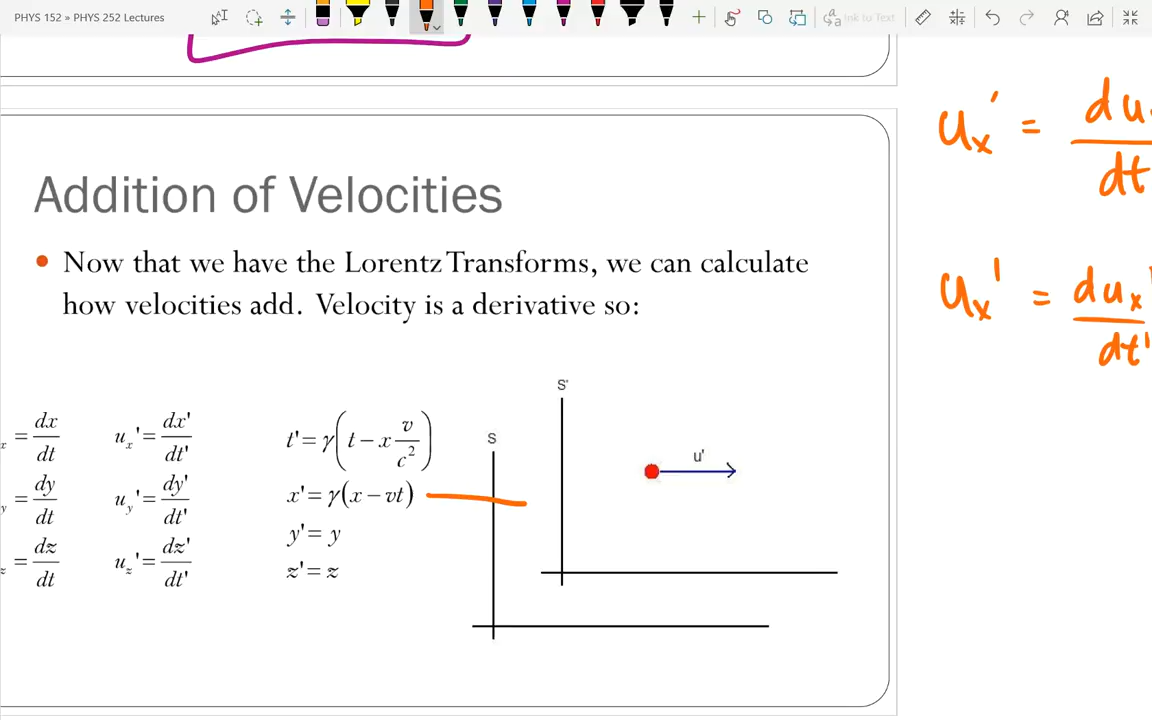 PHYS 152 » PHYS 252 Lectures
Ink to Text
Addition of Velocities
• Now that we have the Lorentz Transforms, we can calculate
how velocities add. Velocity is a derivative so:
x = dx/dt
u_x' = dx'/dt'
t' = γ(t − x v/c²)
y = dy/dt
u_y' = dy'/dt'
x' = γ(x − vt)
z = dz/dt
u_z' = dz'/dt'
y' = y
z' = z
S
S'
u'
u_x' = du/dt
u_x' = du_x'/dt'